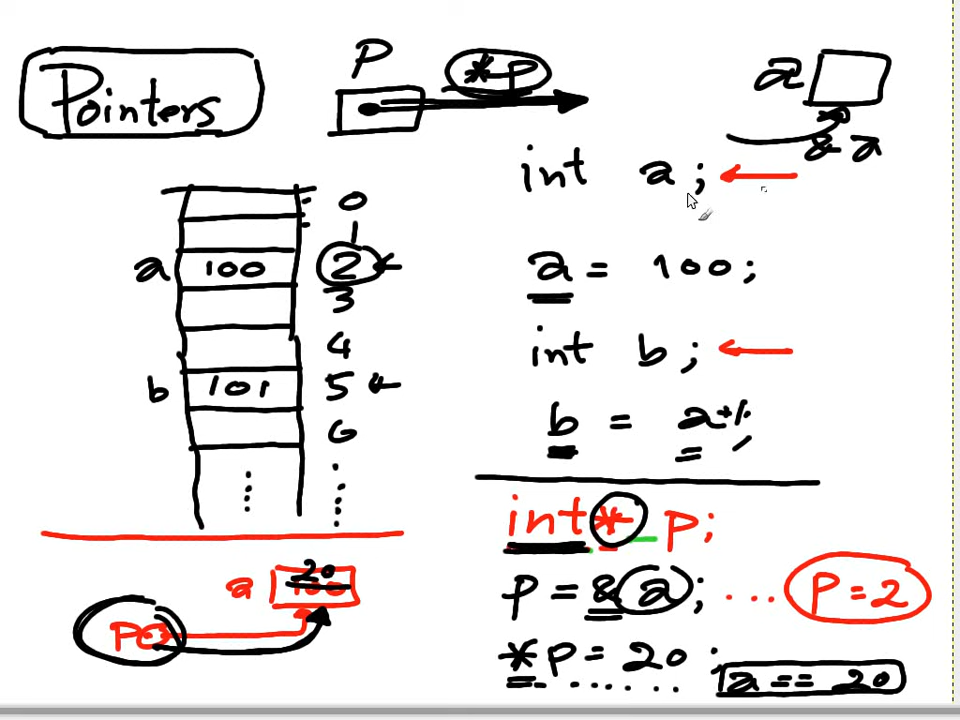 Pointers
P
*p
a
&a
int a;
a = 100;
int b;
b = a+1;
0
1
a 100 2
3
4
b 101 5
6
int* p;
p = &a; ... P=2
*p = 20;
a == 20
a 100
20
P